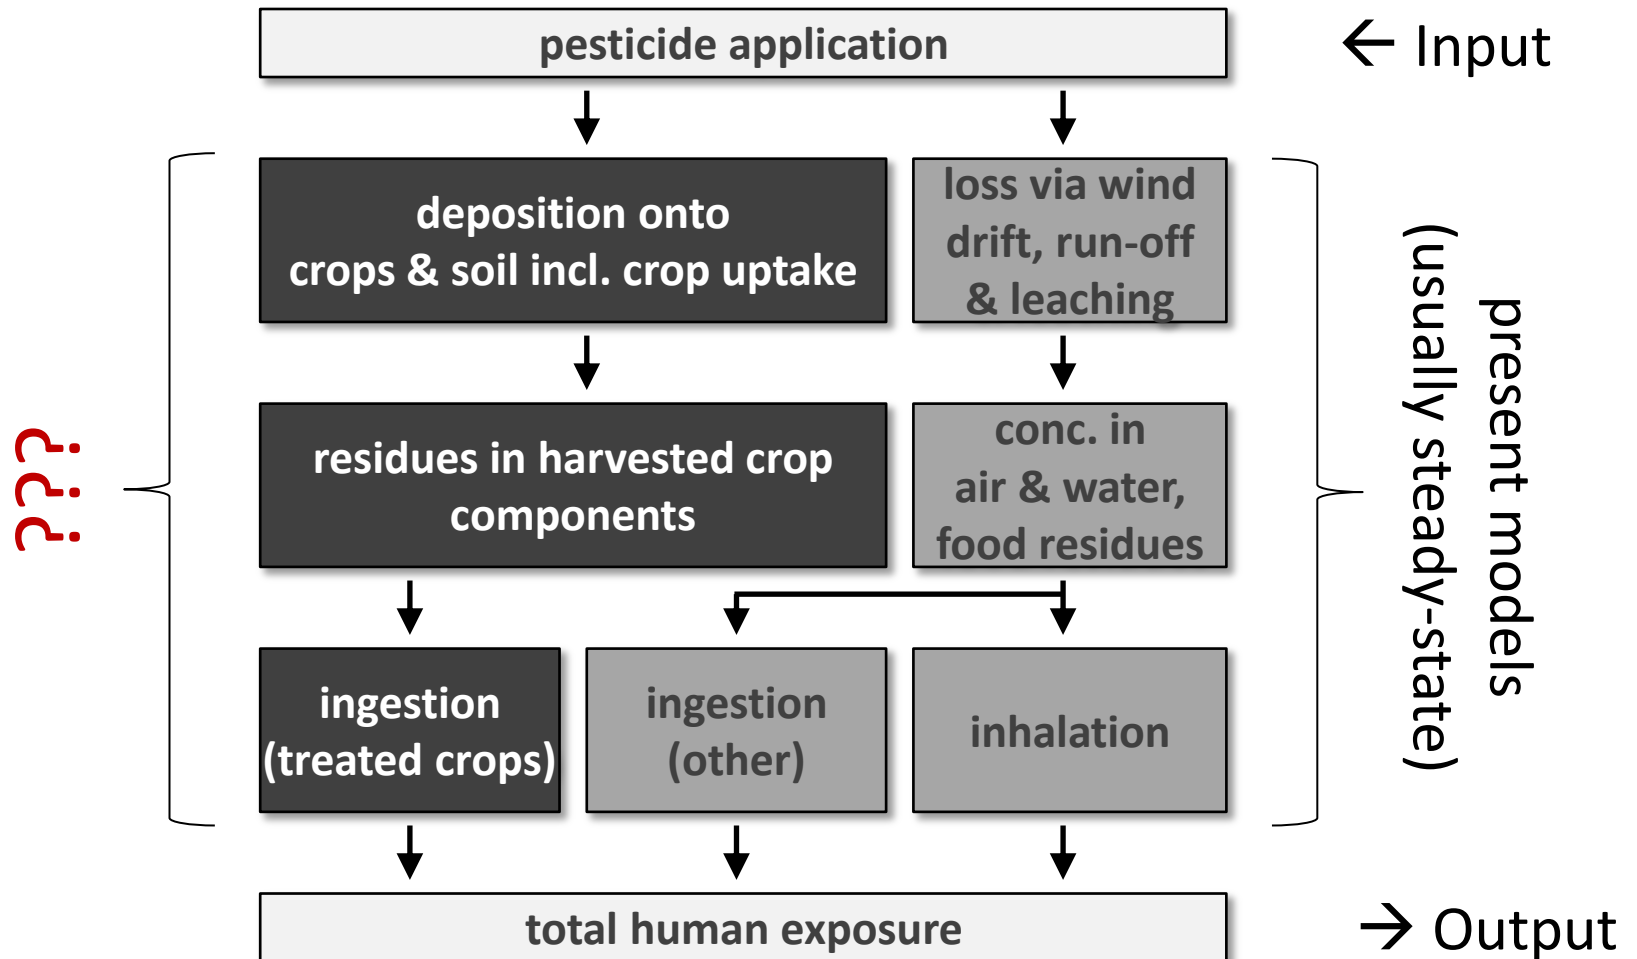 pesticide application
← Input
deposition onto
crops & soil incl. crop uptake
loss via wind
drift, run-off
& leaching
residues in harvested crop
components
conc. in
air & water,
food residues
???
present models
(usually steady-state)
ingestion
(treated crops)
ingestion
(other)
inhalation
total human exposure
→ Output